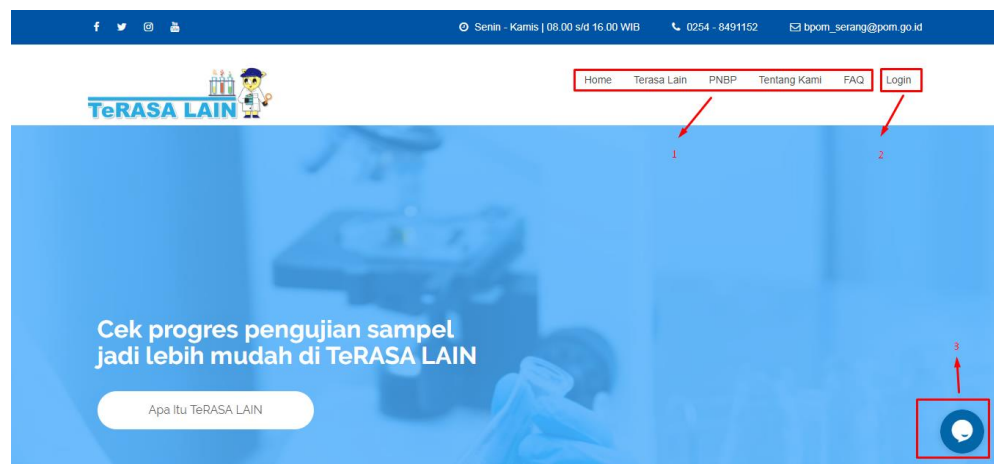 Senin - Kamis | 08.00 s/d 16.00 WIB 0254 - 8491152 bpom_serang@pom.go.id
TeRASA LAIN
Home Terasa Lain PNBP Tentang Kami FAQ Login
1 2
Cek progres pengujian sampel
jadi lebih mudah di TeRASA LAIN
3
Apa Itu TeRASA LAIN